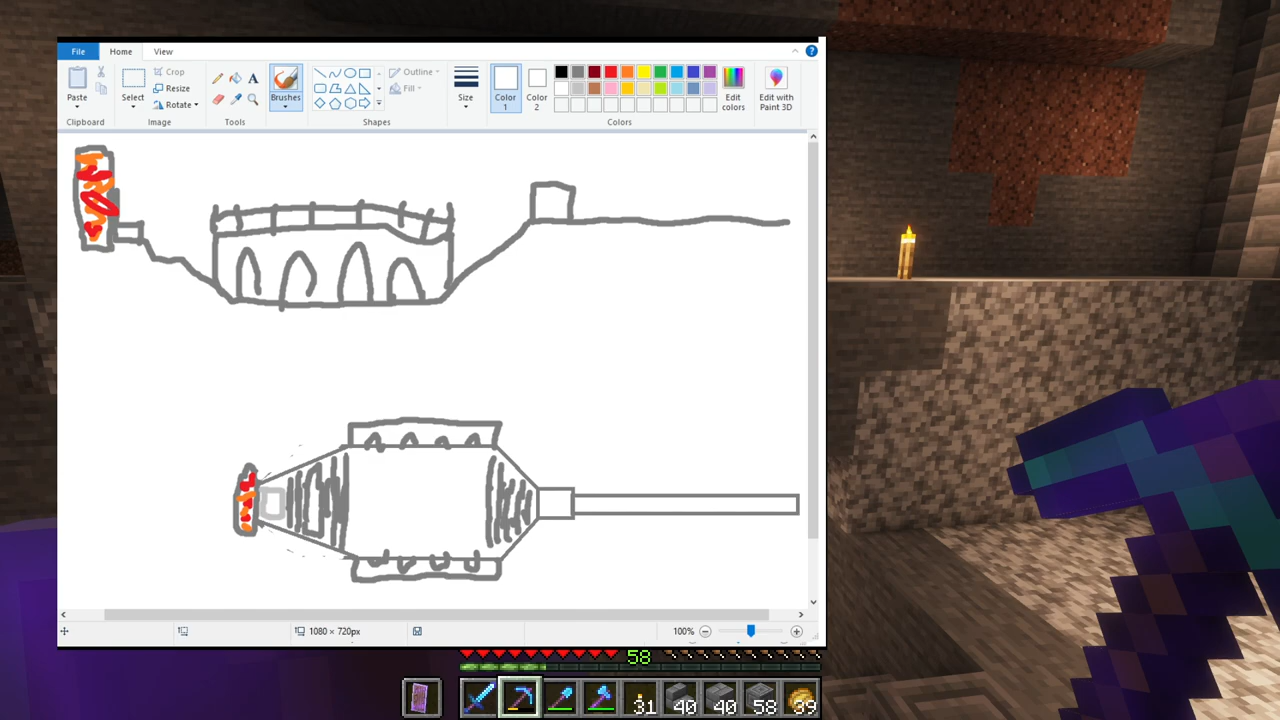 File Home View
Paste
Select
Crop
Resize
Rotate
A
Brushes
Outline
Fill
Size
Color
1
Color
2
Edit
colors
Edit with
Paint 3D
Clipboard
Image
Tools
Shapes
Colors
1080 × 720px
100%
58
31 40 40 58 39